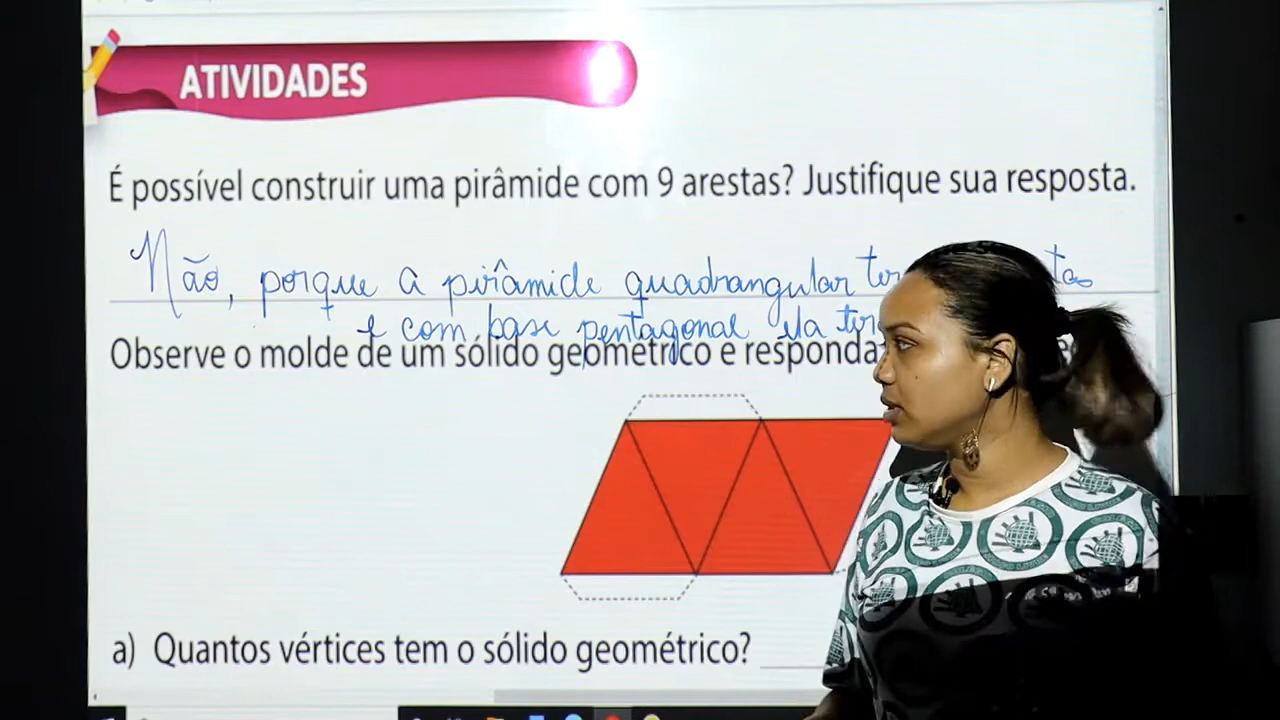 ATIVIDADES
É possível construir uma pirâmide com 9 arestas? Justifique sua resposta.
Não, porque a pirâmide quadrangular
e com base pentagonal ela
Observe o molde de um sólido geométrico e responda
a) Quantos vértices tem o sólido geométrico?